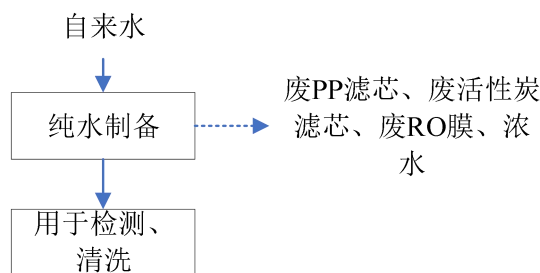 自来水
纯水制备
废PP滤芯、废活性炭
滤芯、废RO膜、浓
水
用于检测、
清洗